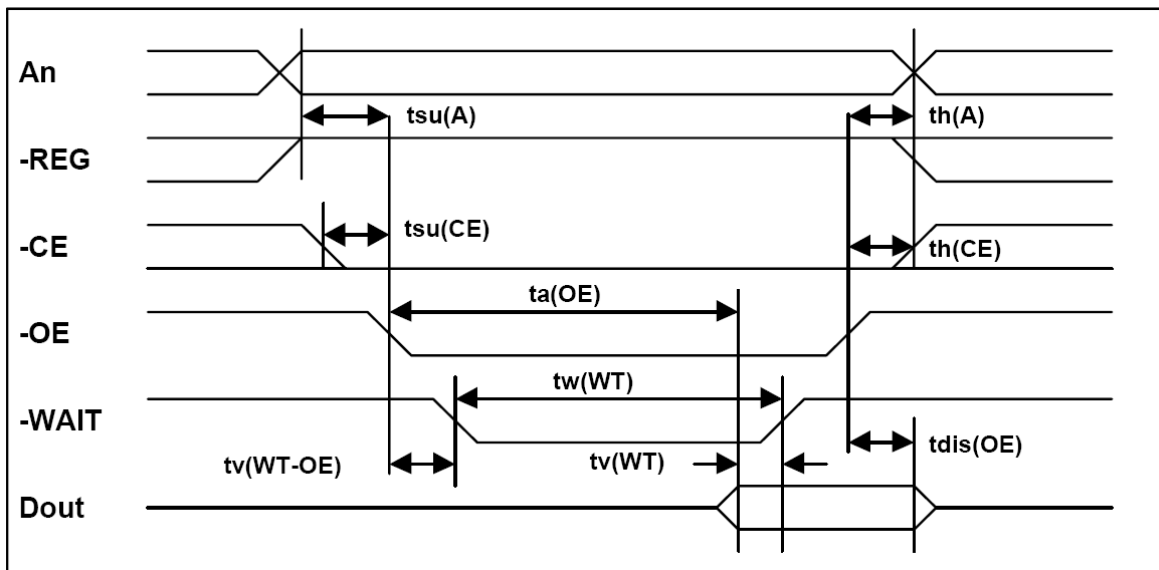 An
tsu(A)
th(A)
-REG
tsu(CE)
-CE
th(CE)
ta(OE)
-OE
tw(WT)
-WAIT
tv(WT-OE)
tv(WT)
tdis(OE)
Dout